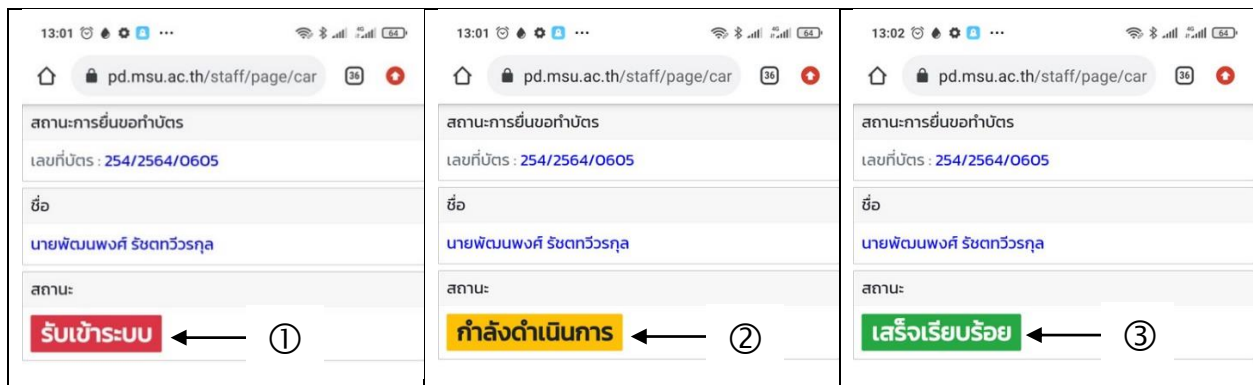 13:01
64
pd.msu.ac.th/staff/page/car
36
สถานะการยื่นขอทำบัตร
เลขที่บัตร : 254/2564/0605
ชื่อ
นายพัฒนพงศ์ รัชตทวีวรกุล
สถานะ
รับเข้าระบบ
①
13:01
64
pd.msu.ac.th/staff/page/car
36
สถานะการยื่นขอทำบัตร
เลขที่บัตร : 254/2564/0605
ชื่อ
นายพัฒนพงศ์ รัชตทวีวรกุล
สถานะ
กำลังดำเนินการ
②
13:02
64
pd.msu.ac.th/staff/page/car
36
สถานะการยื่นขอทำบัตร
เลขที่บัตร : 254/2564/0605
ชื่อ
นายพัฒนพงศ์ รัชตทวีวรกุล
สถานะ
เสร็จเรียบร้อย
③